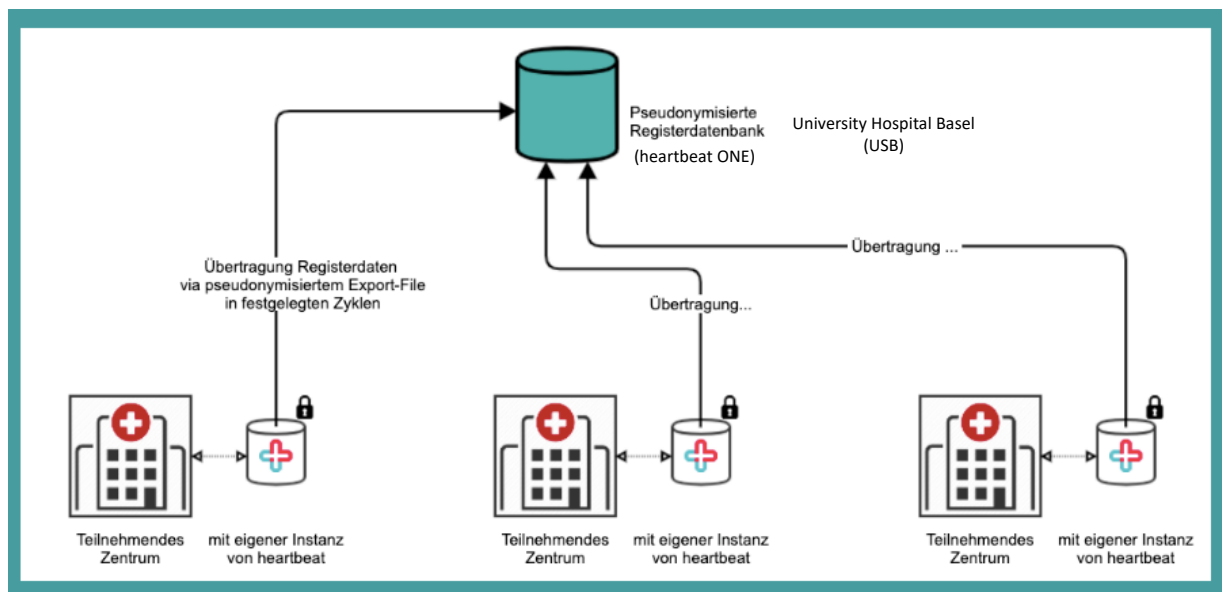 Pseudonymisierte
Registerdatenbank
(heartbeat ONE)
University Hospital Basel
(USB)
Übertragung ...
Übertragung Registerdaten
via pseudonymisiertem Export-File
in festgelegten Zyklen
Übertragung...
Teilnehmendes
Zentrum
mit eigener Instanz
von heartbeat
Teilnehmendes
Zentrum
mit eigener Instanz
von heartbeat
Teilnehmendes
Zentrum
mit eigener Instanz
von heartbeat